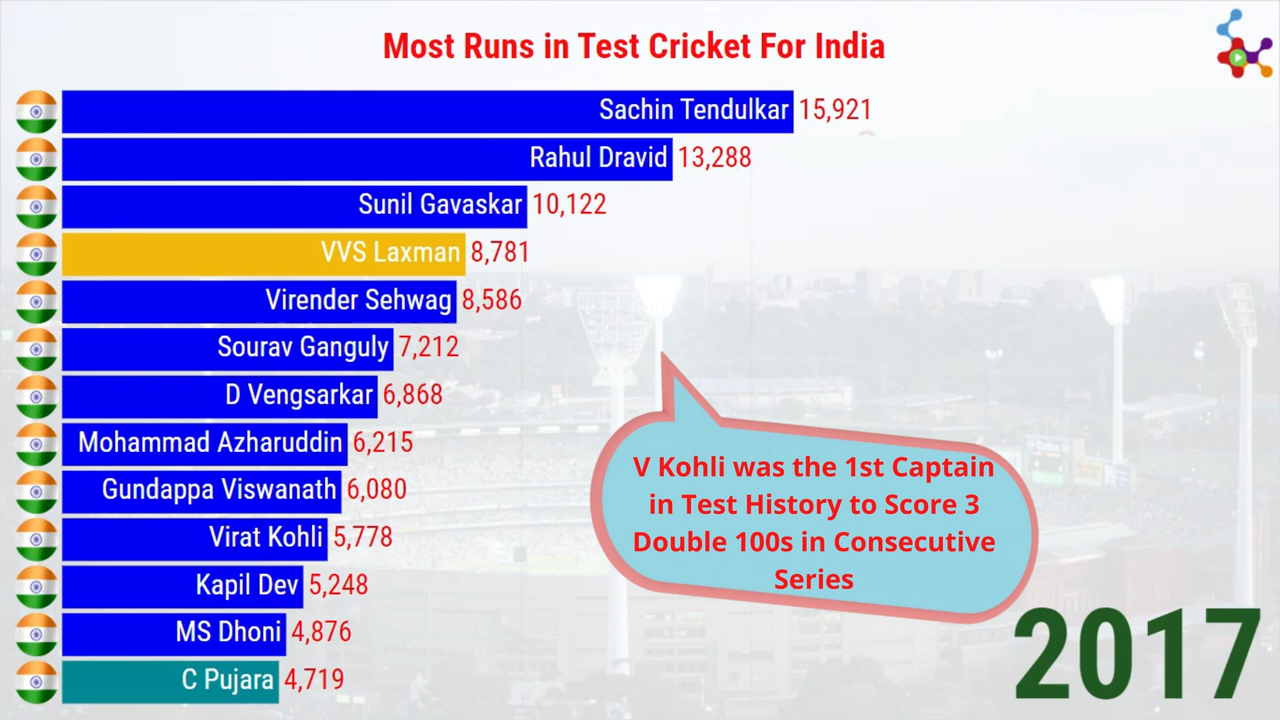 Most Runs in Test Cricket For India
Sachin Tendulkar 15,921
Rahul Dravid 13,288
Sunil Gavaskar 10,122
VVS Laxman 8,781
Virender Sehwag 8,586
Sourav Ganguly 7,212
D Vengsarkar 6,868
Mohammad Azharuddin 6,215
Gundappa Viswanath 6,080
Virat Kohli 5,778
Kapil Dev 5,248
MS Dhoni 4,876
C Pujara 4,719
V Kohli was the 1st Captain
in Test History to Score 3
Double 100s in Consecutive
Series
2017